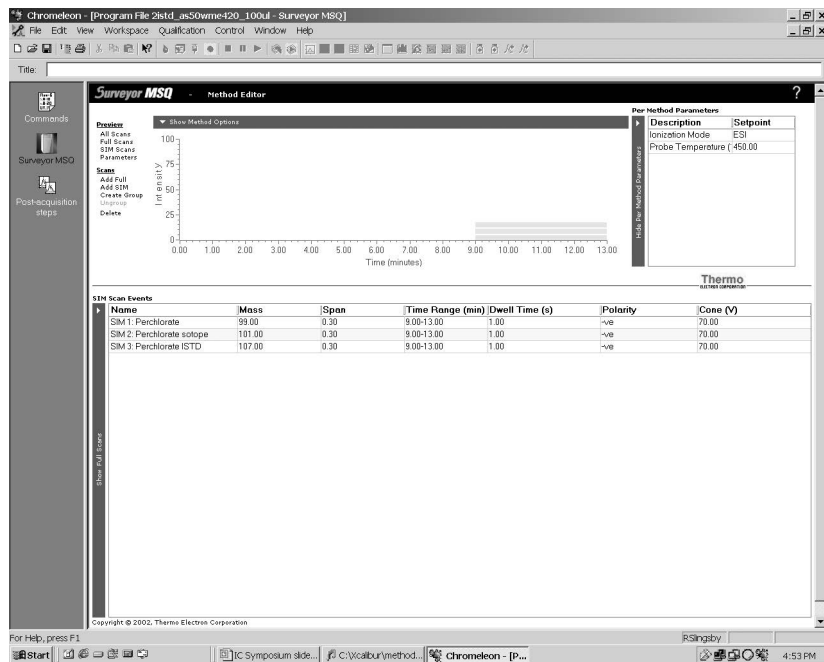 Chromeleon - [Program File 2istd_as50wme420_100ul - Surveyor MSQ]
File Edit View Workspace Qualification Control Window Help
Title:
Commands
Surveyor MSQ
Post-acquisition steps
Surveyor MSQ - Method Editor ?
Preview
All Scans
Full Scans
SIM Scans
Parameters
Scans
Add Full
Add SIM
Create Group
Ungroup
Delete
Show Method Options
Intensity
100
75
50
25
0
0.00 1.00 2.00 3.00 4.00 5.00 6.00 7.00 8.00 9.00 10.00 11.00 12.00 13.00
Time (minutes)
Per Method Parameters
Hide Per Method Parameters
Description Setpoint
Ionization Mode ESI
Probe Temperature ( 450.00
Thermo
ELECTRON CORPORATION
SIM Scan Events
Show Full Scans
Name Mass Span Time Range (min) Dwell Time (s) Polarity Cone (V)
SIM 1: Perchlorate 99.00 0.30 9.00-13.00 1.00 -ve 70.00
SIM 2: Perchlorate sotope 101.00 0.30 9.00-13.00 1.00 -ve 70.00
SIM 3: Perchlorate ISTD 107.00 0.30 9.00-13.00 1.00 -ve 70.00
Copyright © 2002, Thermo Electron Corporation
For Help, press F1 RSlingsby
Start IC Symposium slide... C:\Xcalibur\method... Chromeleon - [P... 4:53 PM